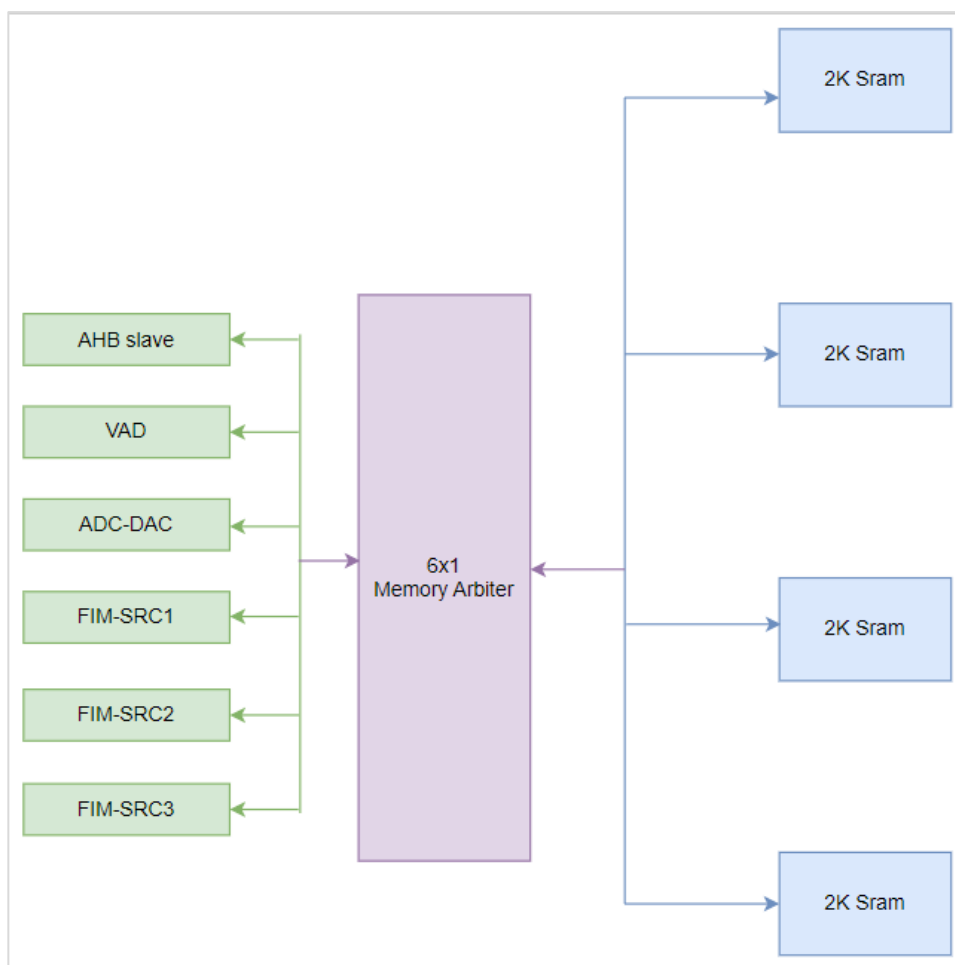 2K Sram
2K Sram
AHB slave
VAD
ADC-DAC
FIM-SRC1
FIM-SRC2
FIM-SRC3
6x1
Memory Arbiter
2K Sram
2K Sram